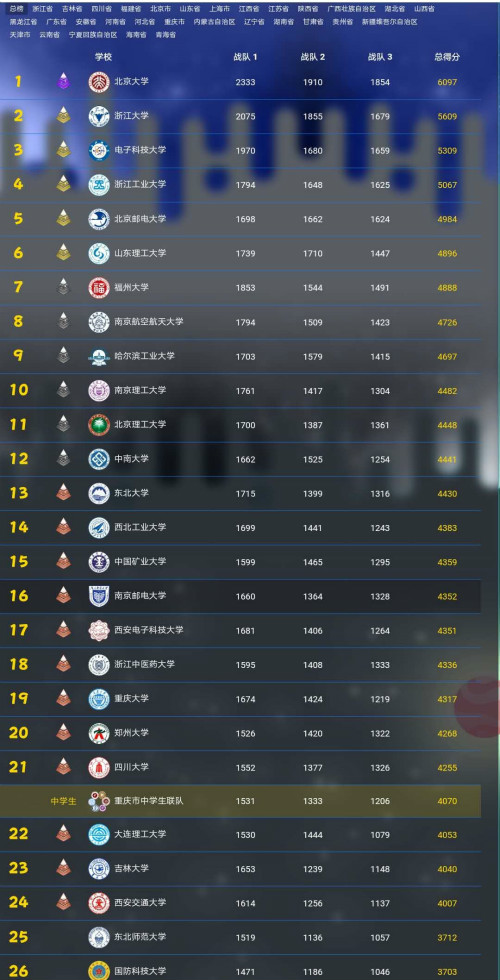 总榜 浙江省 吉林省 四川省 福建省 北京市 山东省 上海市 江西省 江苏省 陕西省 广西壮族自治区 湖北省 山西省
黑龙江省 广东省 安徽省 河南省 河北省 重庆市 内蒙古自治区 辽宁省 湖南省 甘肃省 贵州省 新疆维吾尔自治区
天津市 云南省 宁夏回族自治区 海南省 青海省
学校 战队 1 战队 2 战队 3 总得分
1 北京大学 2333 1910 1854 6097
2 浙江大学 2075 1855 1679 5609
3 电子科技大学 1970 1680 1659 5309
4 浙江工业大学 1794 1648 1625 5067
5 北京邮电大学 1698 1662 1624 4984
6 山东理工大学 1739 1710 1447 4896
7 福州大学 1853 1544 1491 4888
8 南京航空航天大学 1794 1509 1423 4726
9 哈尔滨工业大学 1703 1579 1415 4697
10 南京理工大学 1761 1417 1304 4482
11 北京理工大学 1700 1387 1361 4448
12 中南大学 1662 1525 1254 4441
13 东北大学 1715 1399 1316 4430
14 西北工业大学 1699 1441 1243 4383
15 中国矿业大学 1599 1465 1295 4359
16 南京邮电大学 1660 1364 1328 4352
17 西安电子科技大学 1681 1406 1264 4351
18 浙江中医药大学 1595 1408 1333 4336
19 重庆大学 1674 1424 1219 4317
20 郑州大学 1526 1420 1322 4268
21 四川大学 1552 1377 1326 4255
中学生 重庆市中学生联队 1531 1333 1206 4070
22 大连理工大学 1530 1444 1079 4053
23 吉林大学 1653 1239 1148 4040
24 西安交通大学 1614 1256 1137 4007
25 东北师范大学 1519 1136 1057 3712
26 国防科技大学 1471 1186 1046 3703